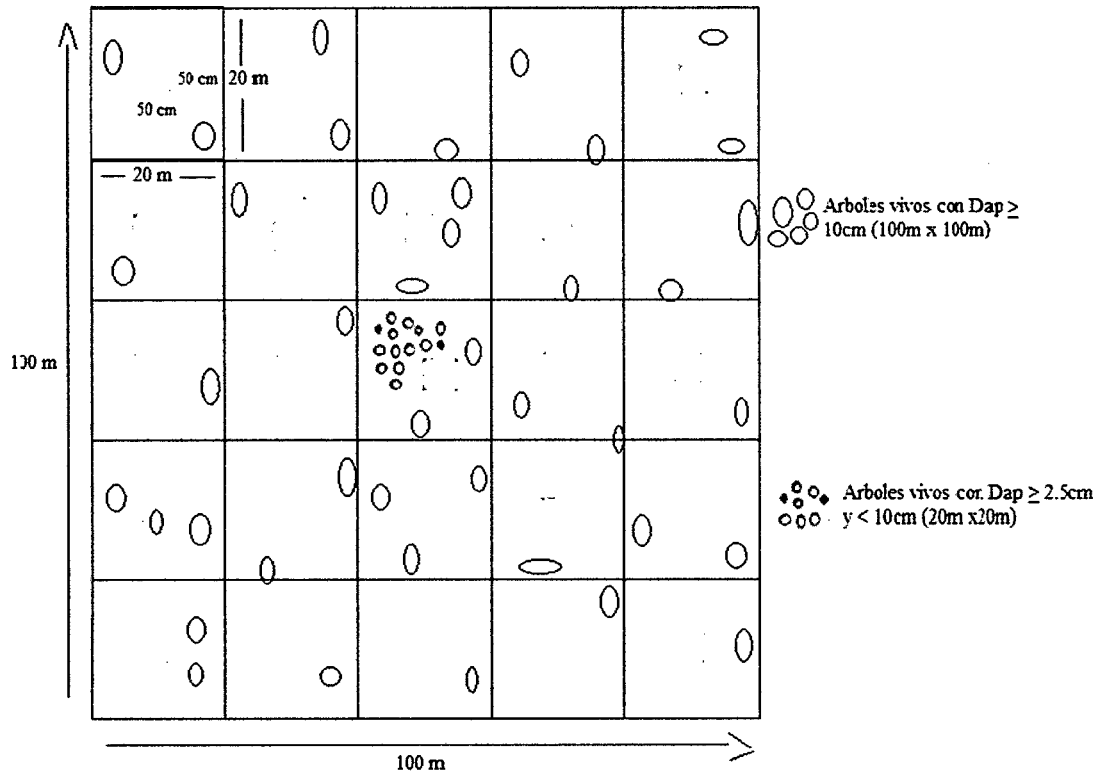 50 cm
20 m
50 cm
20 m
Arboles vivos con Dap ≥
10cm (100m x 100m)
100 m
Arboles vivos con Dap ≥ 2.5cm
y < 10cm (20m x20m)
100 m